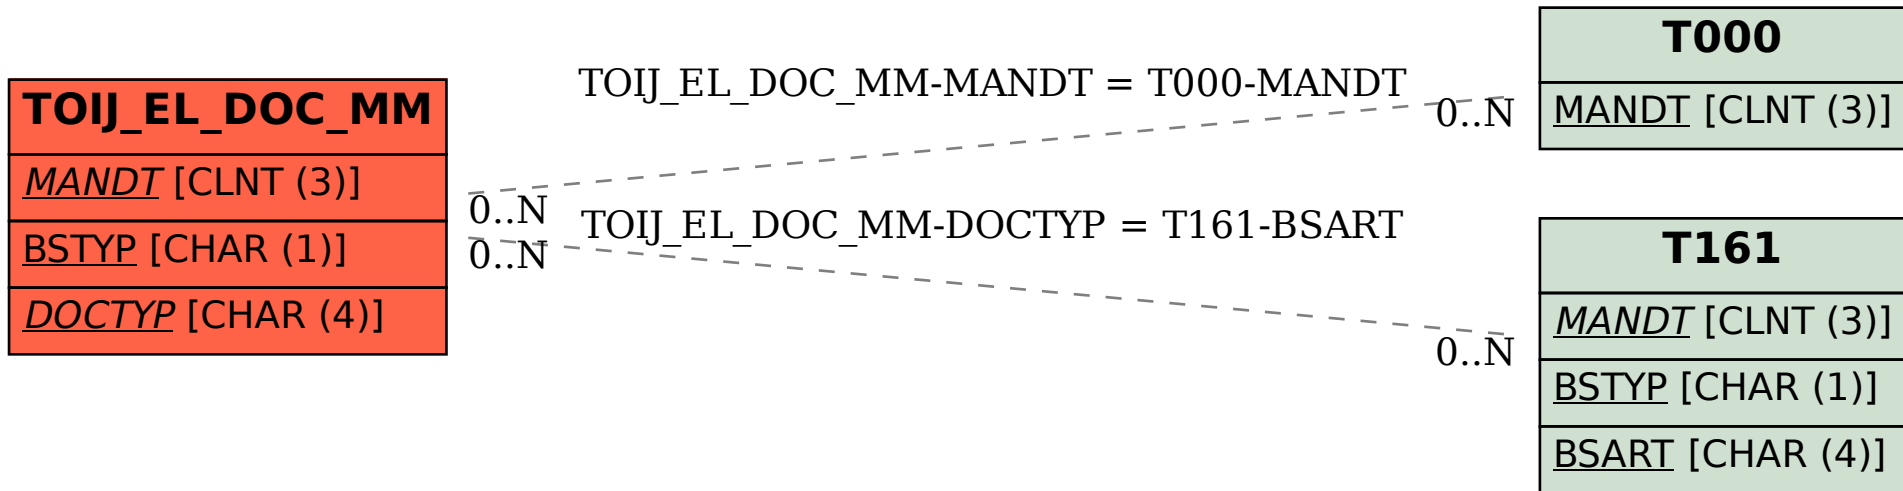 TOIJ_EL_DOC_MM
MANDT [CLNT (3)]
BSTYP [CHAR (1)]
DOCTYP [CHAR (4)]
TOIJ_EL_DOC_MM-MANDT = T000-MANDT
0..N
0..N
TOIJ_EL_DOC_MM-DOCTYP = T161-BSART
0..N
0..N
T000
MANDT [CLNT (3)]
T161
MANDT [CLNT (3)]
BSTYP [CHAR (1)]
BSART [CHAR (4)]